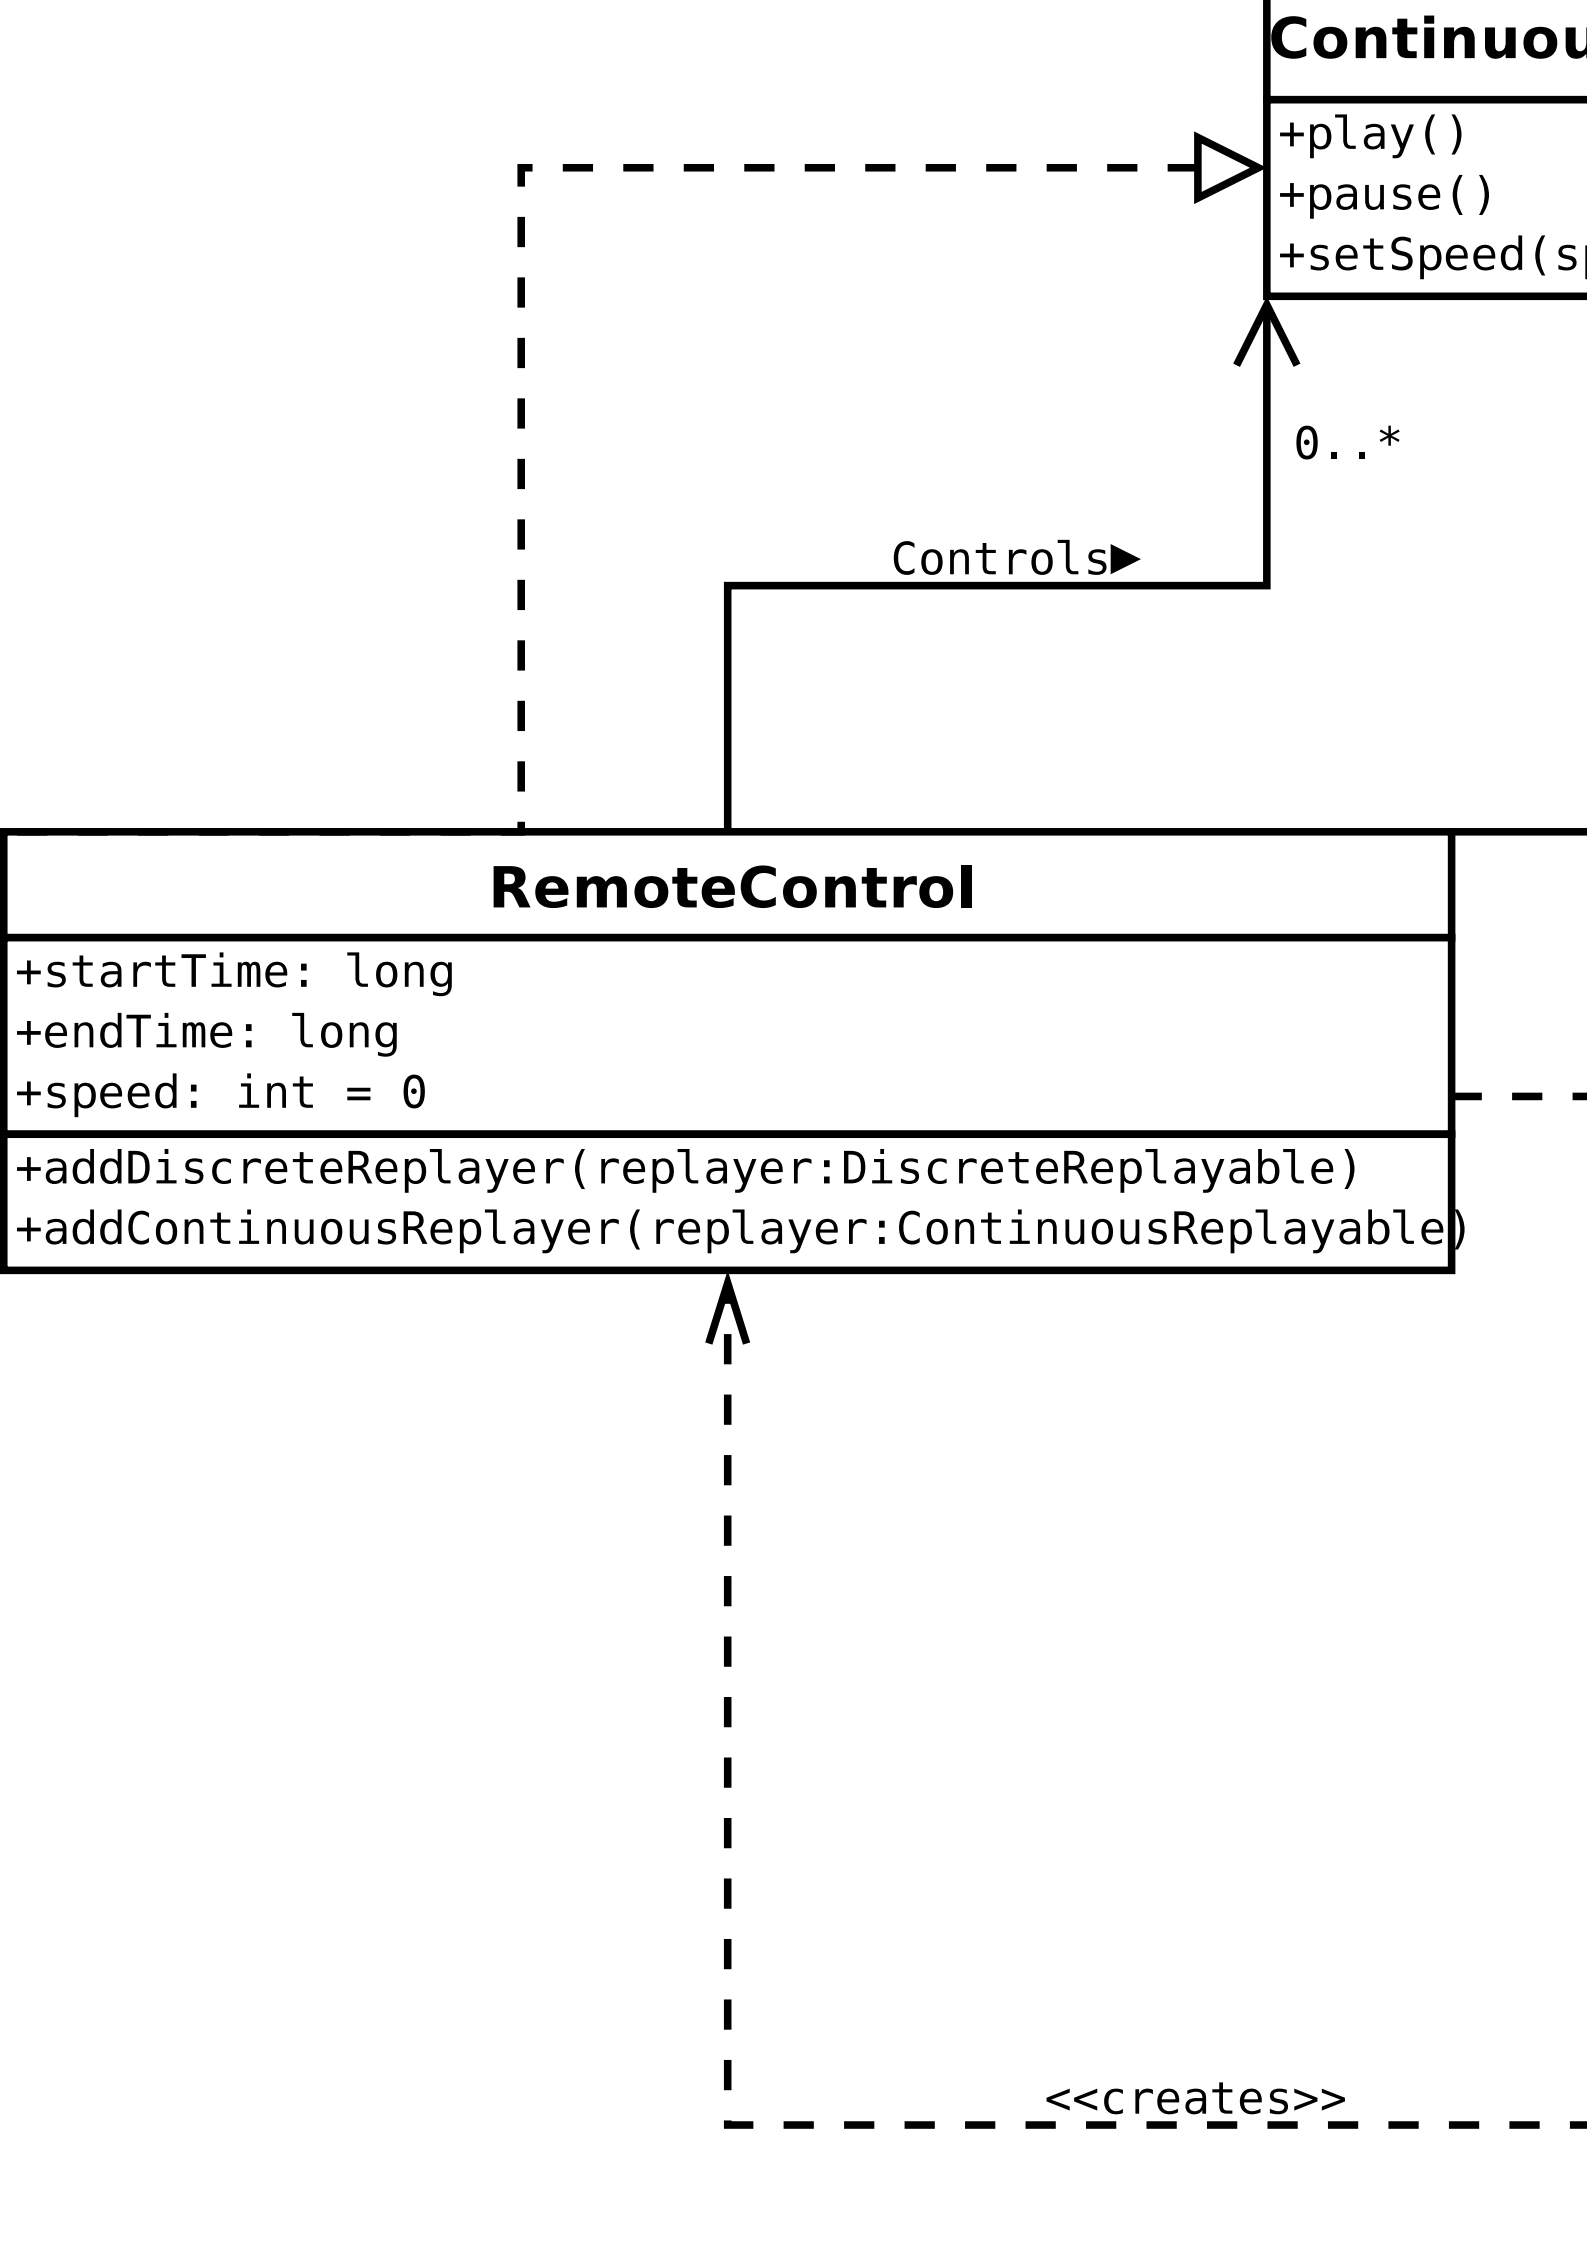 Continuou
+play()
+pause()
+setSpeed(sp
0..*
Controls▶
RemoteControl
+startTime: long
+endTime: long
+speed: int = 0
+addDiscreteReplayer(replayer:DiscreteReplayable)
+addContinuousReplayer(replayer:ContinuousReplayable)
<<creates>>